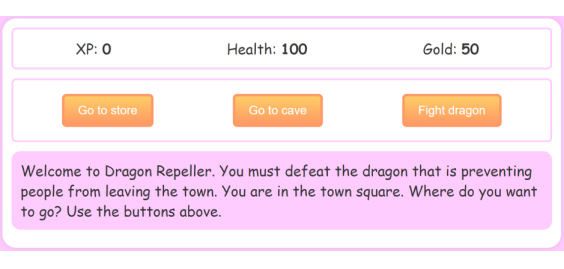 XP: 0 Health: 100 Gold: 50
Go to store Go to cave Fight dragon
Welcome to Dragon Repeller. You must defeat the dragon that is preventing
people from leaving the town. You are in the town square. Where do you want
to go? Use the buttons above.